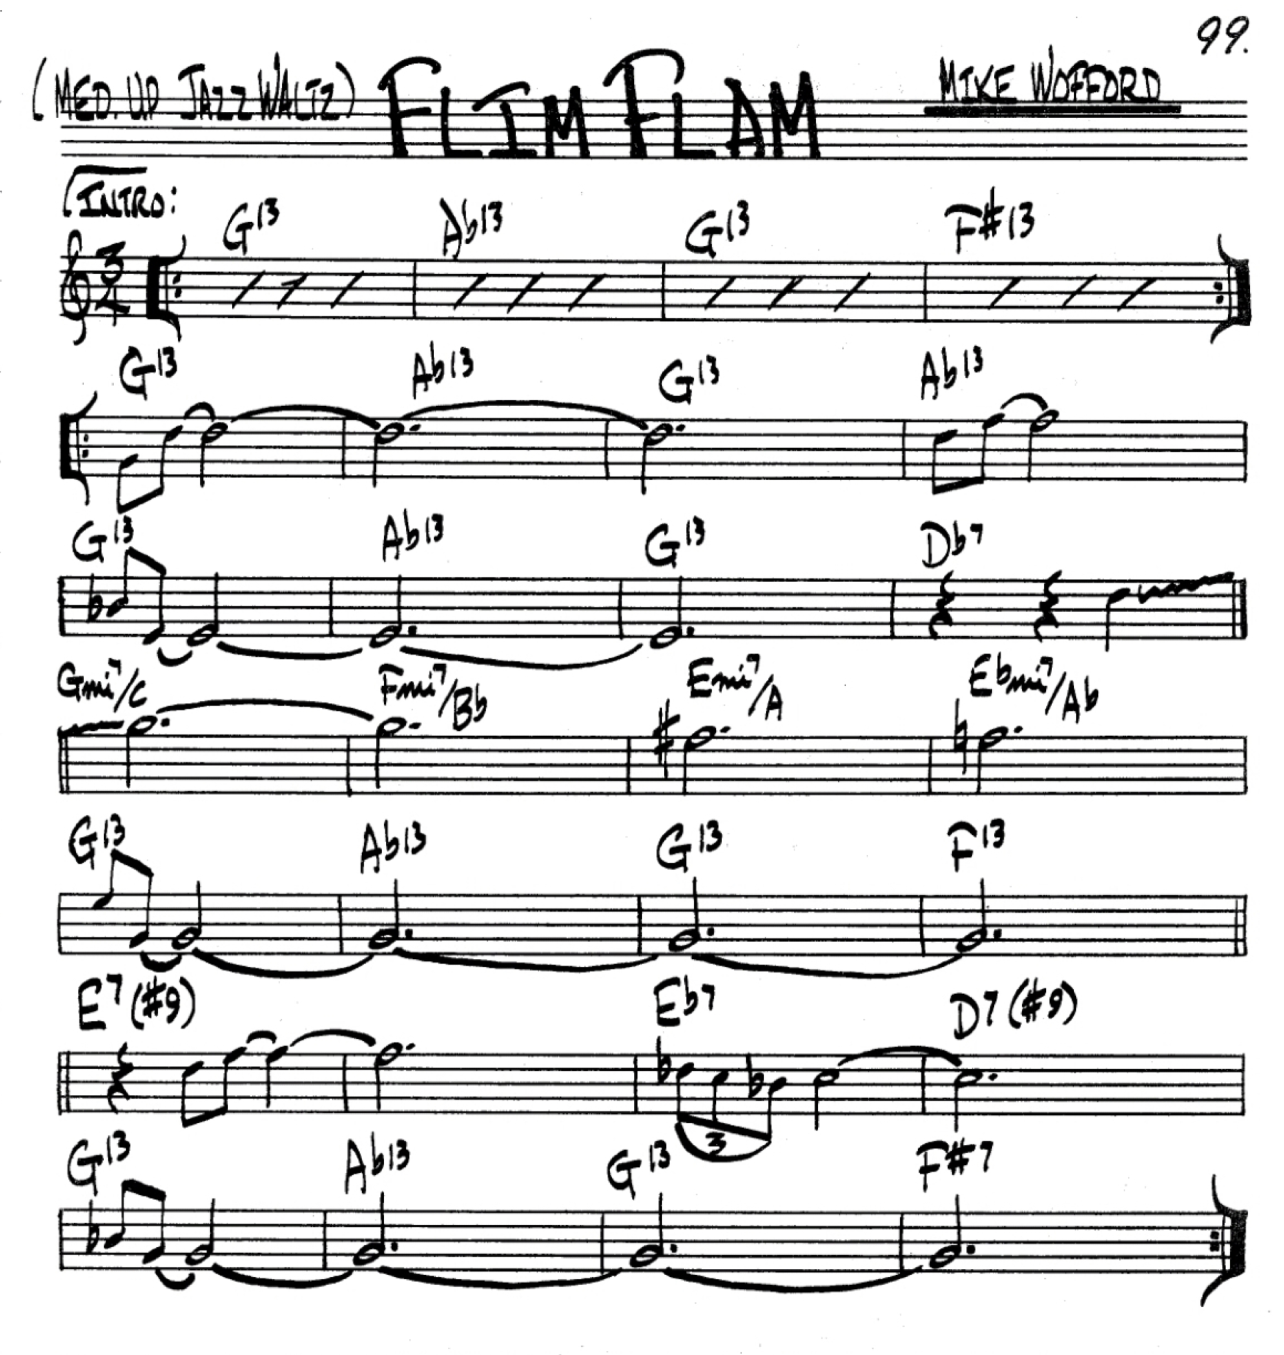 99.
(MED. UP JAZZ WALTZ) FLIM FLAM MIKE WOFFORD
INTRO:
G13 Ab13 G13 F#13
3
4
G13 Ab13 G13 Ab13
G13 Ab13 G13 Db7
Gmi7/C Fmi7/Bb Emi7/A Ebmi7/Ab
G13 Ab13 G13 F13
E7(#9) Eb7 D7(#9)
3
G13 Ab13 G13 F#7